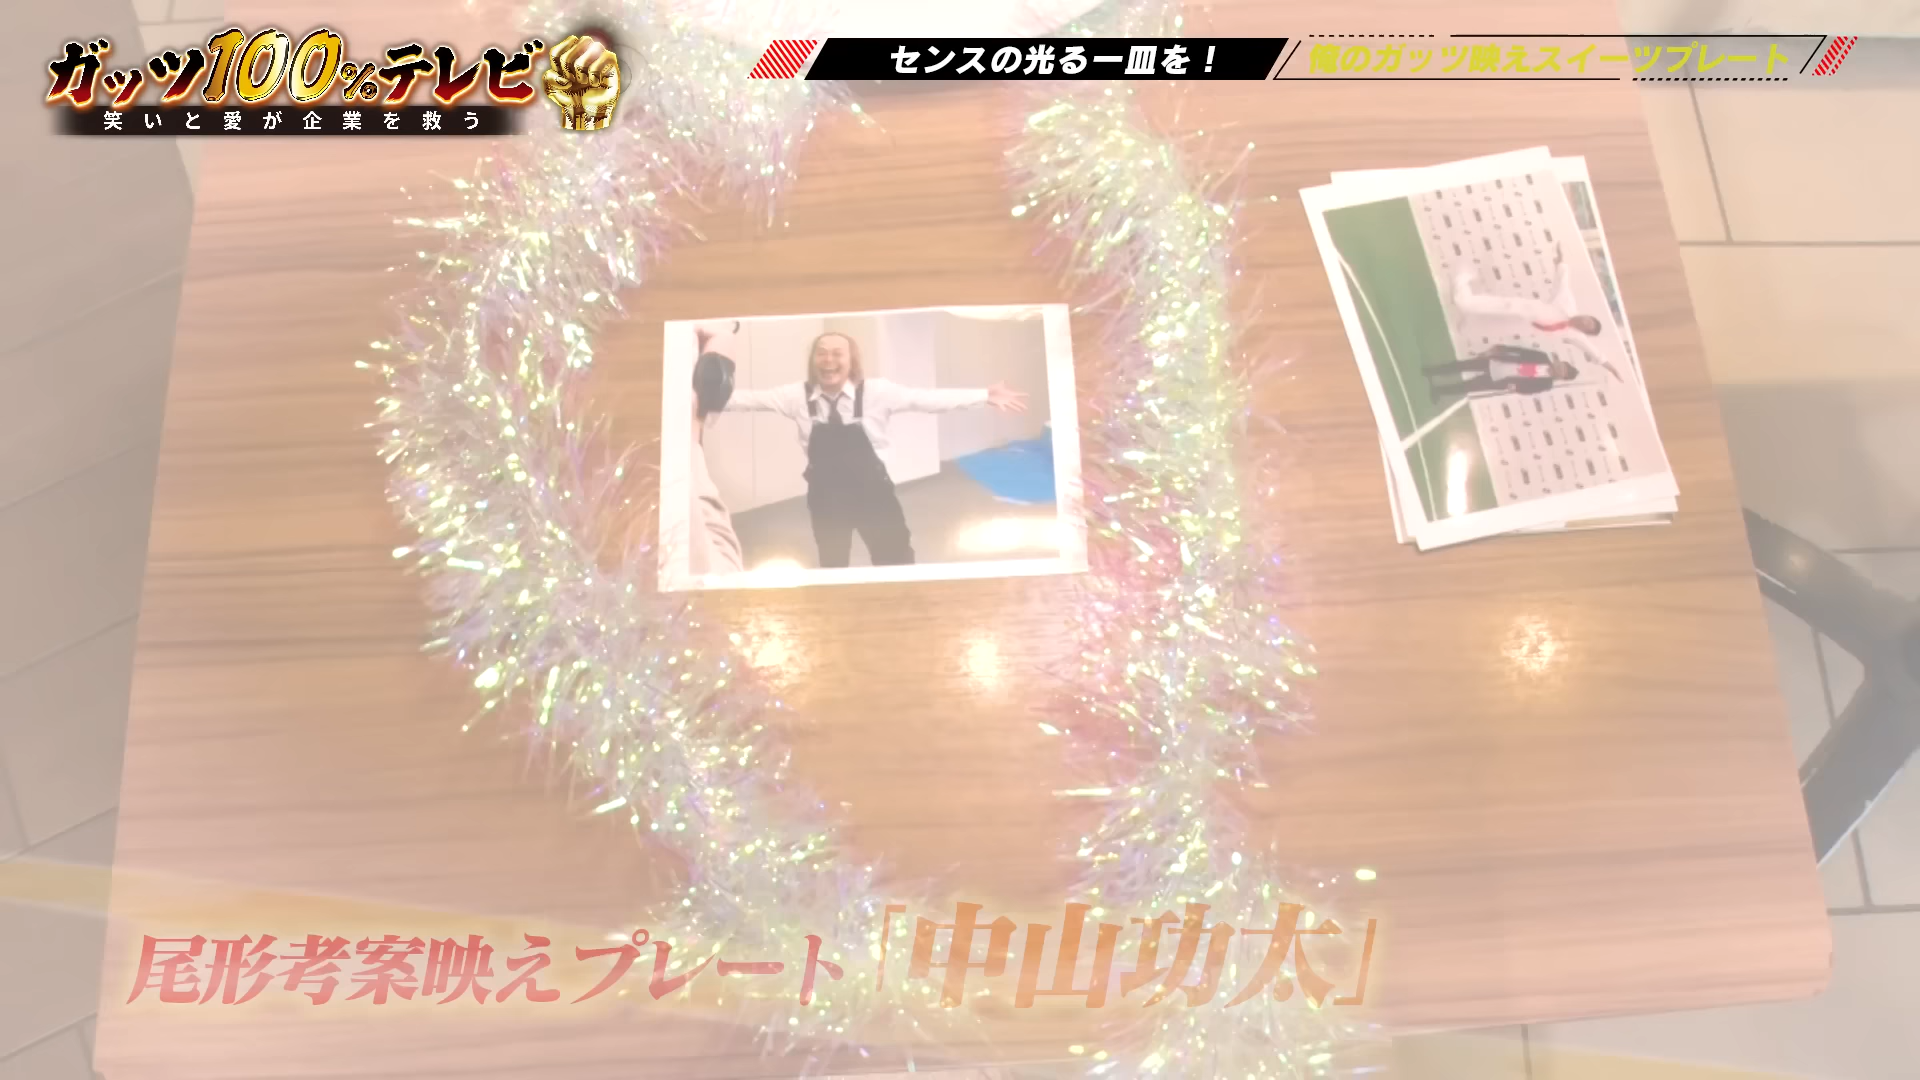 ガッツ100%テレビ
笑いと愛が企業を救う
センスの光る一皿を！
俺のガッツ映えスイーツプレート
尾形考案映えプレート「中山功太」